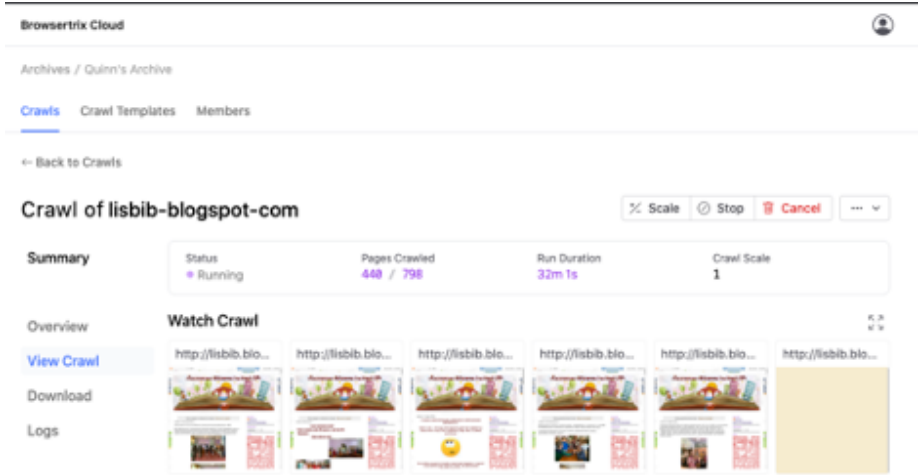 Browsertrix Cloud
Archives / Quinn's Archive
Crawls Crawl Templates Members
← Back to Crawls
Crawl of lisbib-blogspot-com
Scale Stop Cancel ...
Summary
Status Pages Crawled Run Duration Crawl Scale
Running 440 / 798 32m 1s 1
Overview
Watch Crawl
View Crawl
http://lisbib.blo... http://lisbib.blo... http://lisbib.blo... http://lisbib.blo... http://lisbib.blo... http://lisbib.blo...
Download
Logs